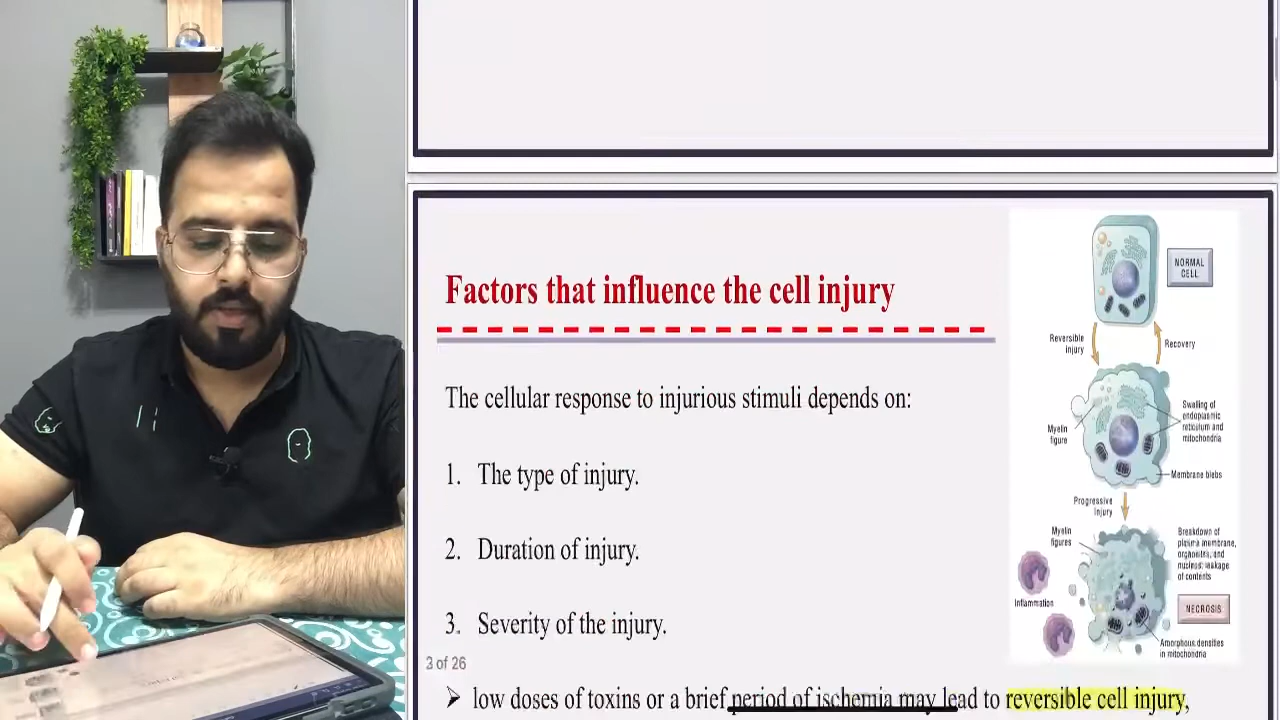 Factors that influence the cell injury
The cellular response to injurious stimuli depends on:
1. The type of injury.
2. Duration of injury.
3. Severity of the injury.
3 of 26
➤ low doses of toxins or a brief period of ischemia may lead to reversible cell injury,
NORMAL
CELL
Reversible
injury
Recovery
Myelin
figure
Swelling of
endoplasmic
reticulum and
mitochondria
Membrane blebs
Progressive
injury
Myelin
figures
Breakdown of
plasma membrane,
organelles, and
nucleus; leakage
of contents
Inflammation
NECROSIS
Amorphous densities
in mitochondria